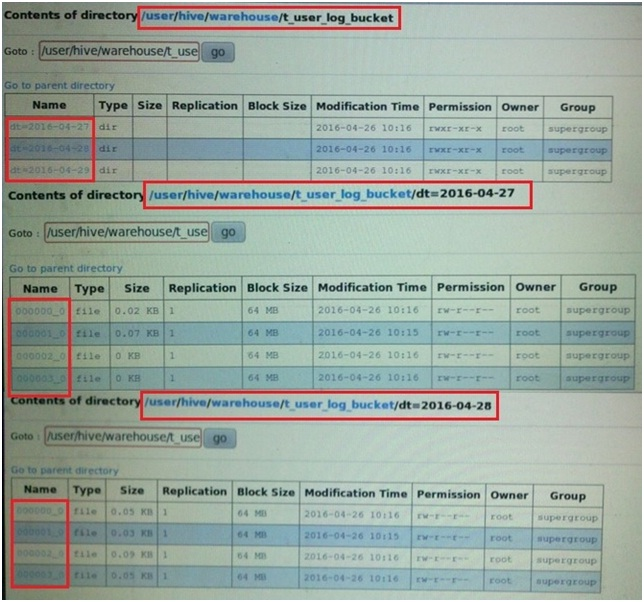 Contents of directory /user/hive/warehouse/t_user_log_bucket
Goto : /user/hive/warehouse/t_use go
Go to parent directory
Name Type Size Replication Block Size Modification Time Permission Owner Group
dt=2016-04-27 dir 2016-04-26 10:16 rwxr-xr-x root supergroup
dt=2016-04-28 dir 2016-04-26 10:16 rwxr-xr-x root supergroup
dt=2016-04-29 dir 2016-04-26 10:16 rwxr-xr-x root supergroup
Contents of directory /user/hive/warehouse/t_user_log_bucket/dt=2016-04-27
Goto : /user/hive/warehouse/t_use go
Go to parent directory
Name Type Size Replication Block Size Modification Time Permission Owner Group
000000_0 file 0.02 KB 1 64 MB 2016-04-26 10:16 rw-r--r-- root supergroup
000001_0 file 0.07 KB 1 64 MB 2016-04-26 10:15 rw-r--r-- root supergroup
000002_0 file 0 KB 1 64 MB 2016-04-26 10:16 rw-r--r-- root supergroup
000003_0 file 0 KB 1 64 MB 2016-04-26 10:16 rw-r--r-- root supergroup
Contents of directory /user/hive/warehouse/t_user_log_bucket/dt=2016-04-28
Goto : /user/hive/warehouse/t_use go
Go to parent directory
Name Type Size Replication Block Size Modification Time Permission Owner Group
000000_0 file 0.05 KB 1 64 MB 2016-04-26 10:16 rw-r--r-- root supergroup
000001_0 file 0.03 KB 1 64 MB 2016-04-26 10:15 rw-r--r-- root supergroup
000002_0 file 0.09 KB 1 64 MB 2016-04-26 10:16 rw-r--r-- root supergroup
000003_0 file 0.05 KB 1 64 MB 2016-04-26 10:16 rw-r--r-- root supergroup